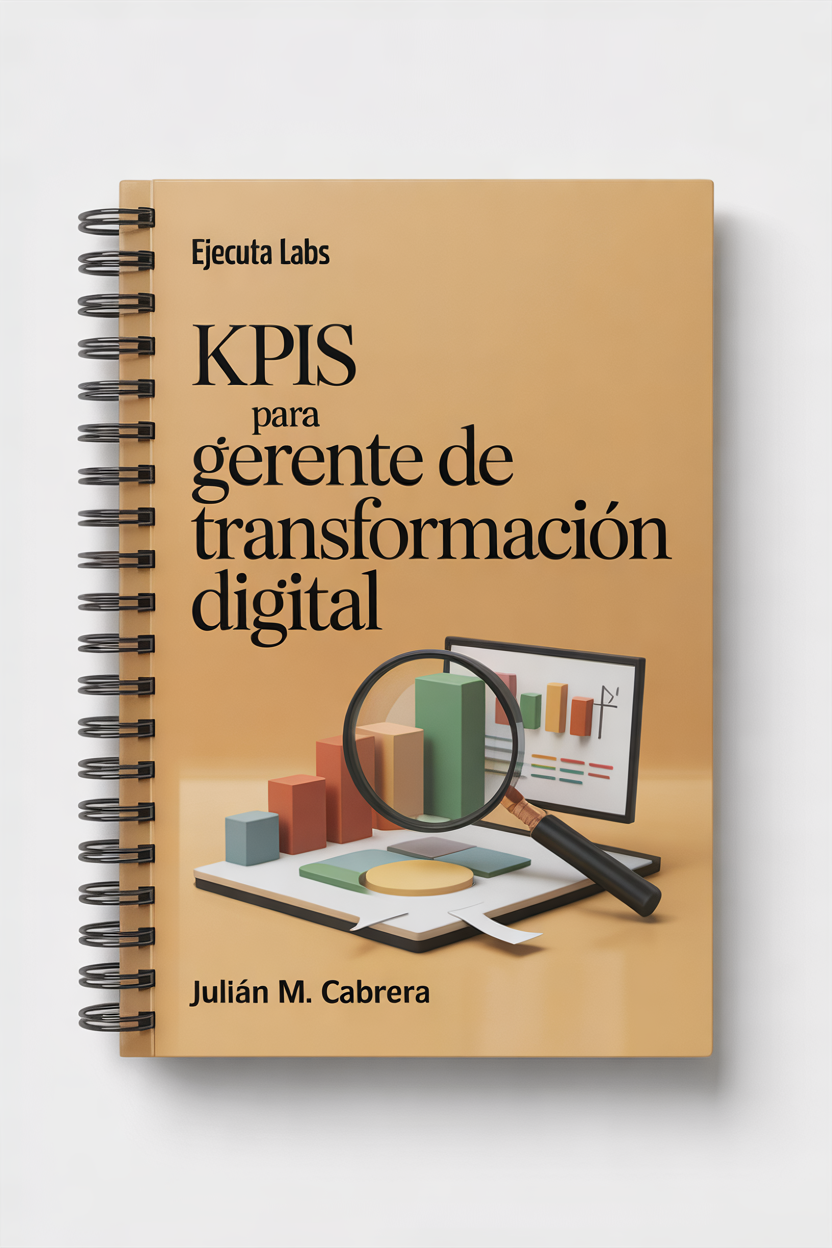 Ejecuta Labs
KPIS
para
gerente de
transformación
digital
Julián M. Cabrera